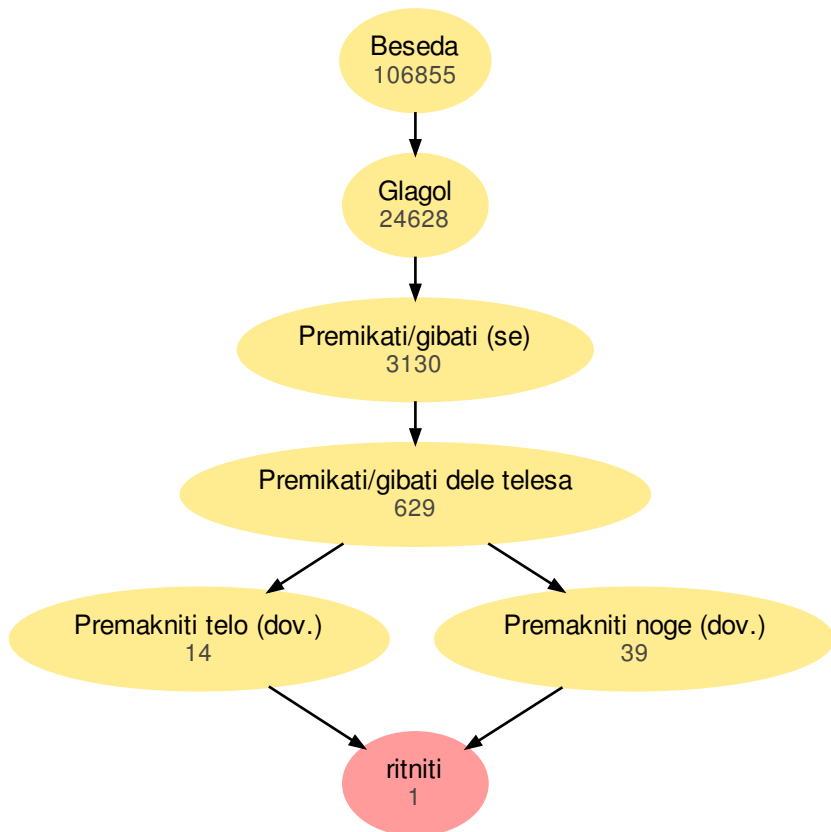 Beseda
106855
Glagol
24628
Premikati/gibati (se)
3130
Premikati/gibati dele telesa
629
Premakniti telo (dov.)
14
Premakniti noge (dov.)
39
ritniti
1